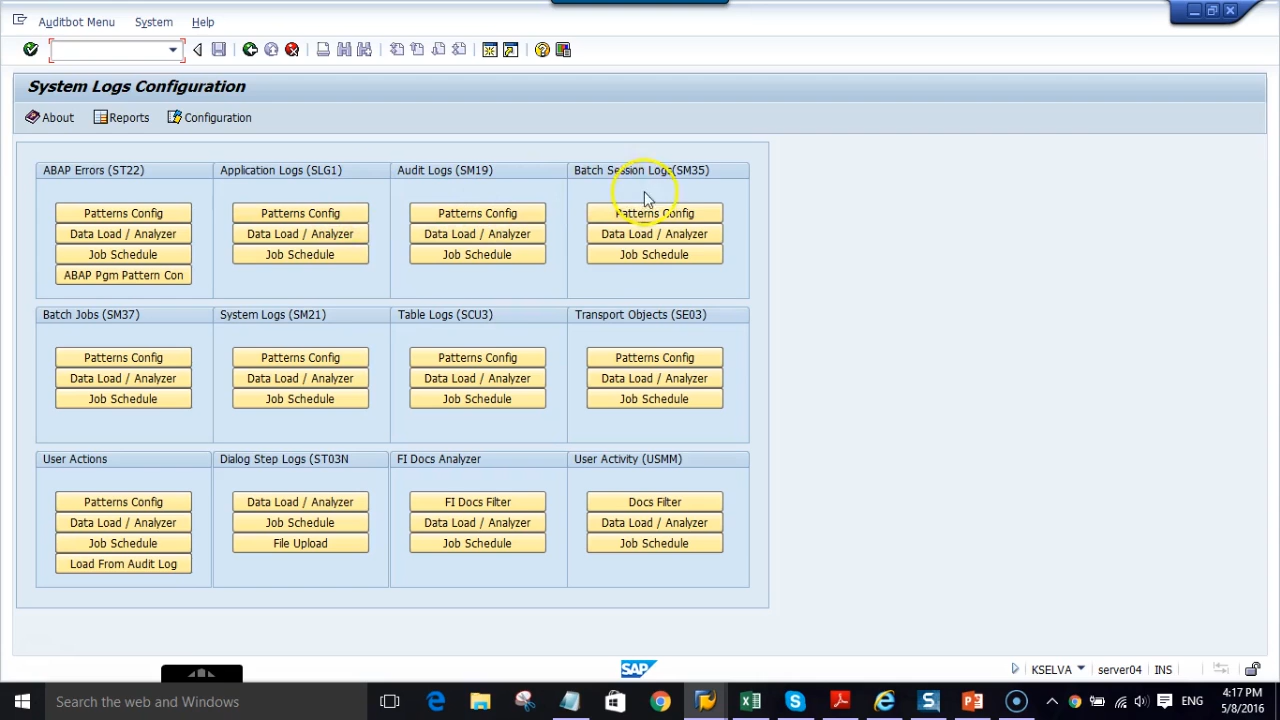 Auditbot Menu System Help
System Logs Configuration
About Reports Configuration
ABAP Errors (ST22) Application Logs (SLG1) Audit Logs (SM19) Batch Session Logs(SM35)
Patterns Config Patterns Config Patterns Config Patterns Config
Data Load / Analyzer Data Load / Analyzer Data Load / Analyzer Data Load / Analyzer
Job Schedule Job Schedule Job Schedule Job Schedule
ABAP Pgm Pattern Con
Batch Jobs (SM37) System Logs (SM21) Table Logs (SCU3) Transport Objects (SE03)
Patterns Config Patterns Config Patterns Config Patterns Config
Data Load / Analyzer Data Load / Analyzer Data Load / Analyzer Data Load / Analyzer
Job Schedule Job Schedule Job Schedule Job Schedule
User Actions Dialog Step Logs (ST03N FI Docs Analyzer User Activity (USMM)
Patterns Config Data Load / Analyzer FI Docs Filter Docs Filter
Data Load / Analyzer Job Schedule Data Load / Analyzer Data Load / Analyzer
Job Schedule File Upload Job Schedule Job Schedule
Load From Audit Log
SAP KSELVA server04 INS
Search the web and Windows ENG 4:17 PM
5/8/2016